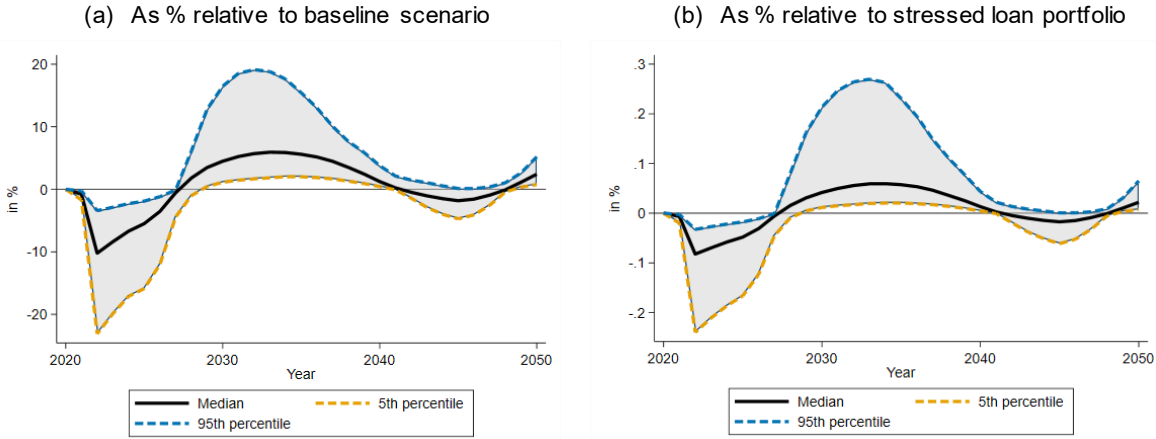 (a) As % relative to baseline scenario
20
10
0
-10
-20
in %
2020
2030
2040
2050
Year
Median
5th percentile
95th percentile
(b) As % relative to stressed loan portfolio
.3
.2
.1
0
-.1
-.2
in %
2020
2030
2040
2050
Year
Median
5th percentile
95th percentile